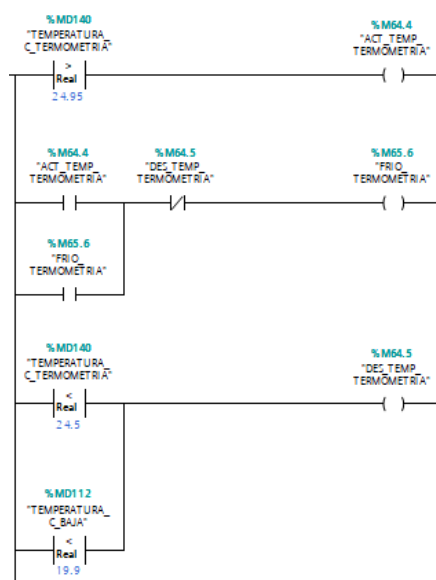 %MD140
"TEMPERATURA_
C_TERMOMETRIA"
>
Real
24.95
%M64.4
"ACT_TEMP_
TERMOMETRIA"
%M64.4
"ACT_TEMP_
TERMOMETRIA"
%M64.5
"DES_TEMP_
TERMOMETRIA"
%M65.6
"FRIO_
TERMOMETRIA"
%M65.6
"FRIO_
TERMOMETRIA"
%MD140
"TEMPERATURA_
C_TERMOMETRIA"
<
Real
24.5
%M64.5
"DES_TEMP_
TERMOMETRIA"
%MD112
"TEMPERATURA_
C_BAJA"
<
Real
19.9